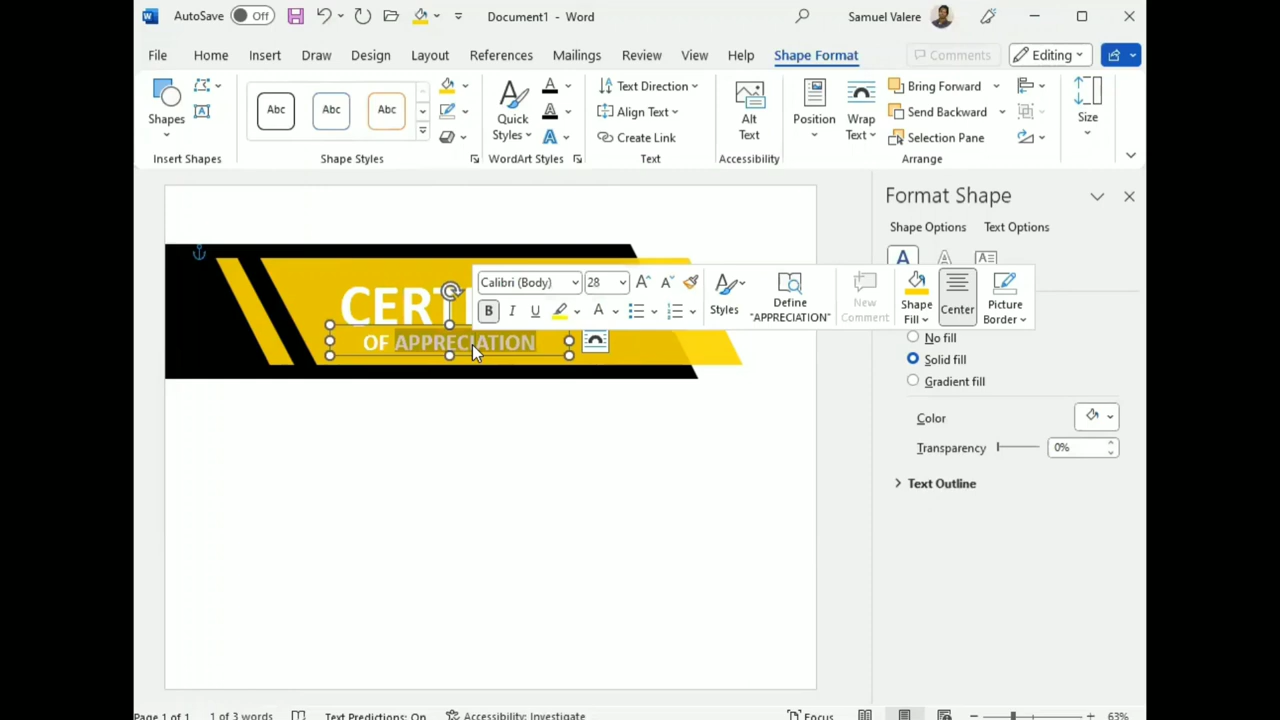 AutoSave Off Document1 - Word Samuel Valere
File Home Insert Draw Design Layout References Mailings Review View Help Shape Format Comments Editing
Shapes
Insert Shapes
Abc Abc Abc
Shape Styles
Quick Styles
WordArt Styles
Text Direction
Align Text
Create Link
Text
Alt Text
Accessibility
Position
Wrap Text
Bring Forward
Send Backward
Selection Pane
Arrange
Size
Format Shape
Shape Options Text Options
Calibri (Body) 28
B I U
A
Styles
Define "APPRECIATION"
New Comment
Shape Fill
Center
Picture Border
CERT
OF APPRECIATION
No fill
Solid fill
Gradient fill
Color
Transparency 0%
Text Outline
Page 1 of 1 1 of 3 words Text Predictions: On Accessibility: Investigate Focus 63%